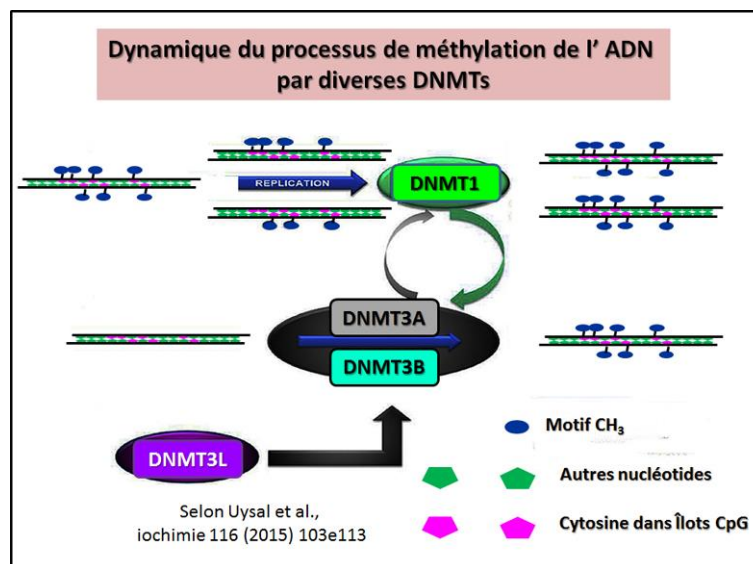 Dynamique du processus de méthylation de l' ADN
par diverses DNMTs
REPLICATION
DNMT1
DNMT3A
DNMT3B
DNMT3L
Motif CH₃
Autres nucléotides
Cytosine dans Îlots CpG
Selon Uysal et al.,
iochimie 116 (2015) 103e113